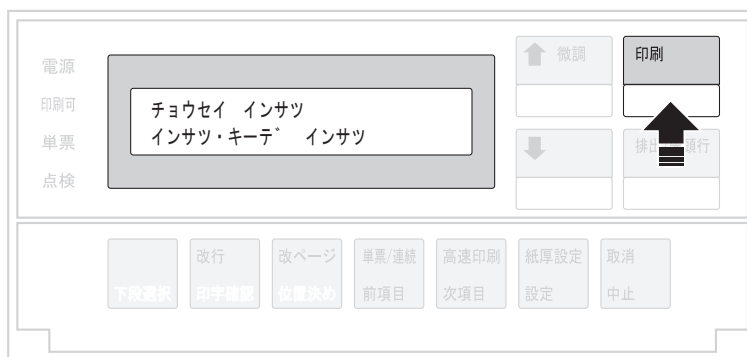 電源
印刷可
単票
点検
チョウセイ インサツ
インサツ・キーデ インサツ
微調
印刷
排出 頭行
改行
改ページ
単票/連続
高速印刷
紙厚設定
取消
下段選択
印字確認
位置決め
前項目
次項目
設定
中止